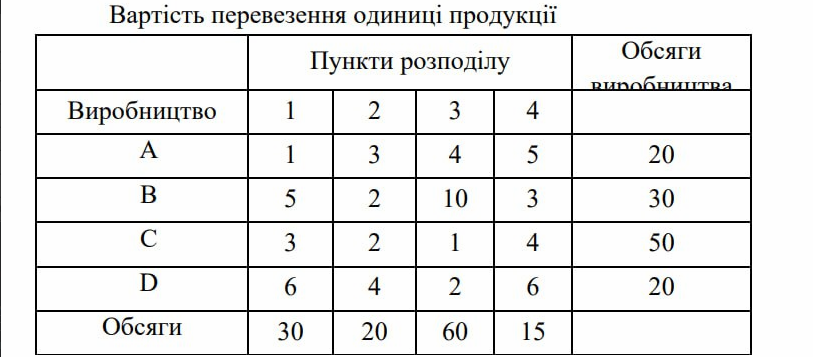 Вартість перевезення одиниці продукції
Пункти розподілу Обсяги виробництва
Виробництво 1 2 3 4
A 1 3 4 5 20
B 5 2 10 3 30
C 3 2 1 4 50
D 6 4 2 6 20
Обсяги 30 20 60 15